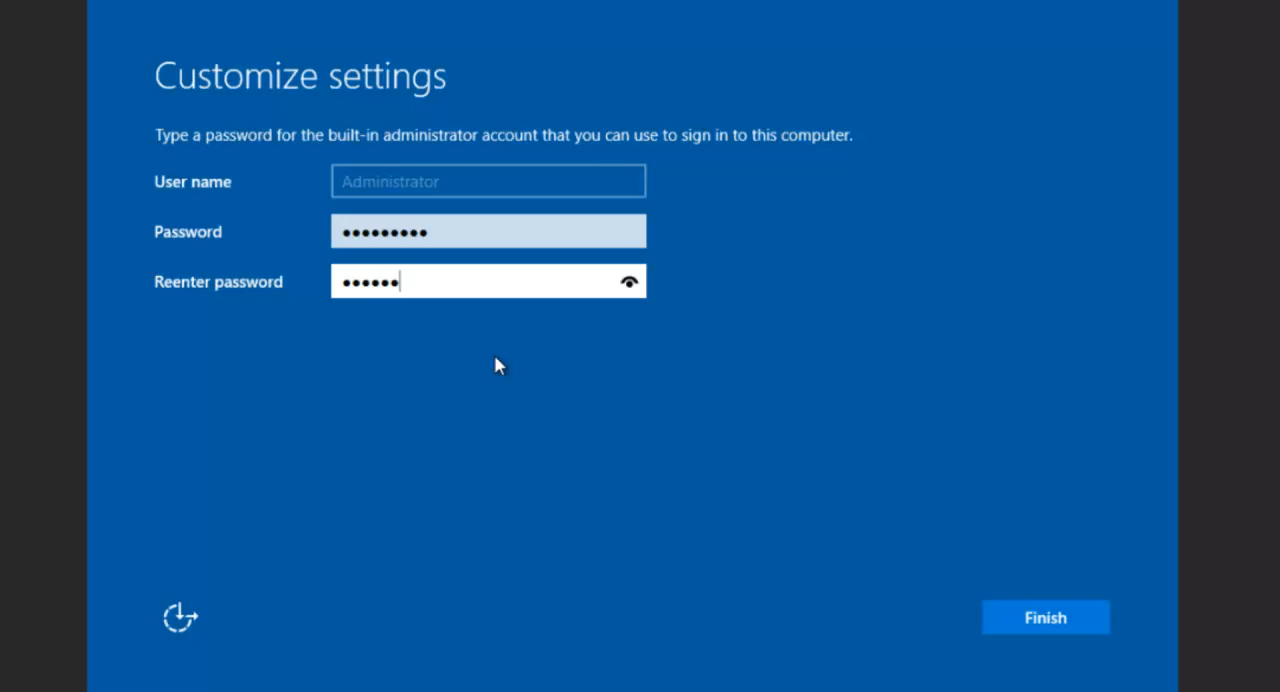 Customize settings
Type a password for the built-in administrator account that you can use to sign in to this computer.
User name Administrator
Password •••••••••
Reenter password ••••••
Finish